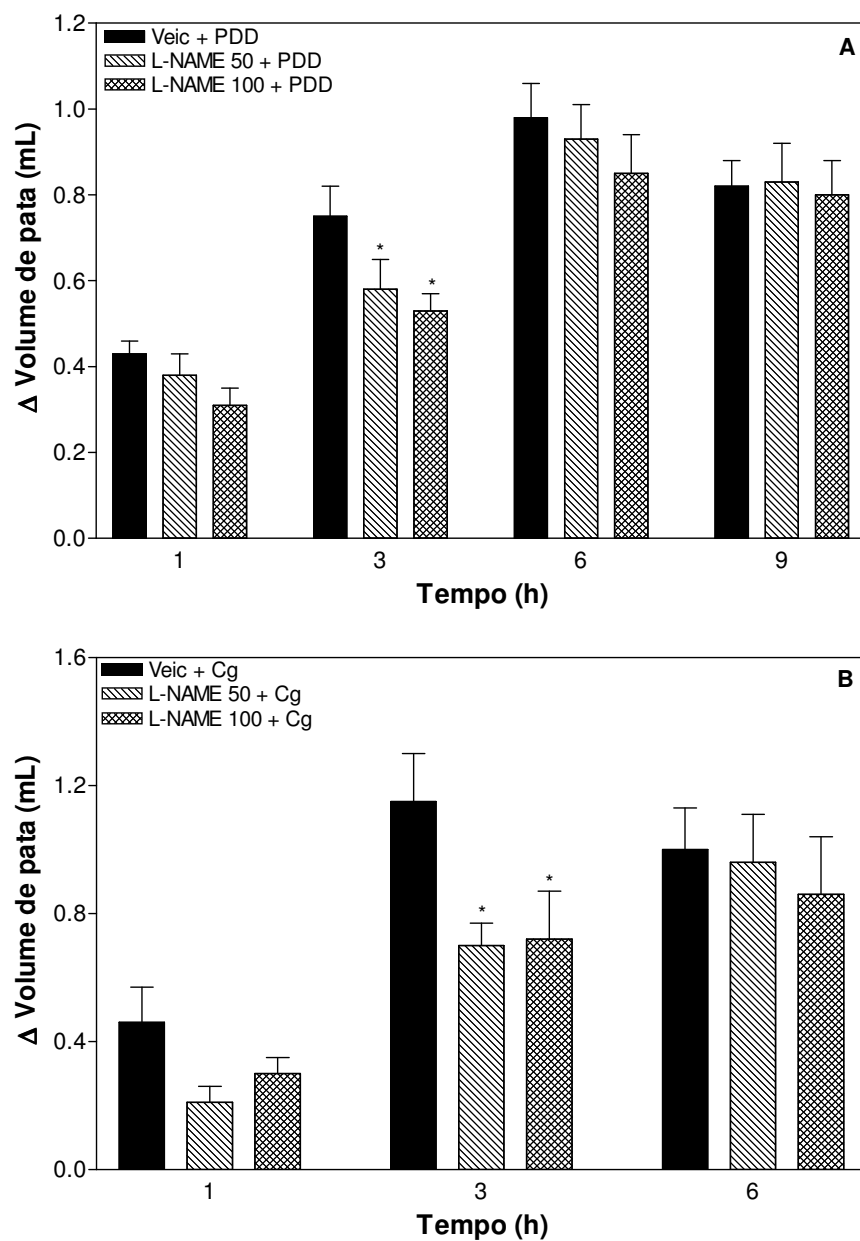 A
Veic + PDD
L-NAME 50 + PDD
L-NAME 100 + PDD
Δ Volume de pata (mL)
1.2
1.0
0.8
0.6
0.4
0.2
0.0
*
*
1 3 6 9
Tempo (h)
B
Veic + Cg
L-NAME 50 + Cg
L-NAME 100 + Cg
Δ Volume de pata (mL)
1.6
1.2
0.8
0.4
0.0
*
*
1 3 6
Tempo (h)